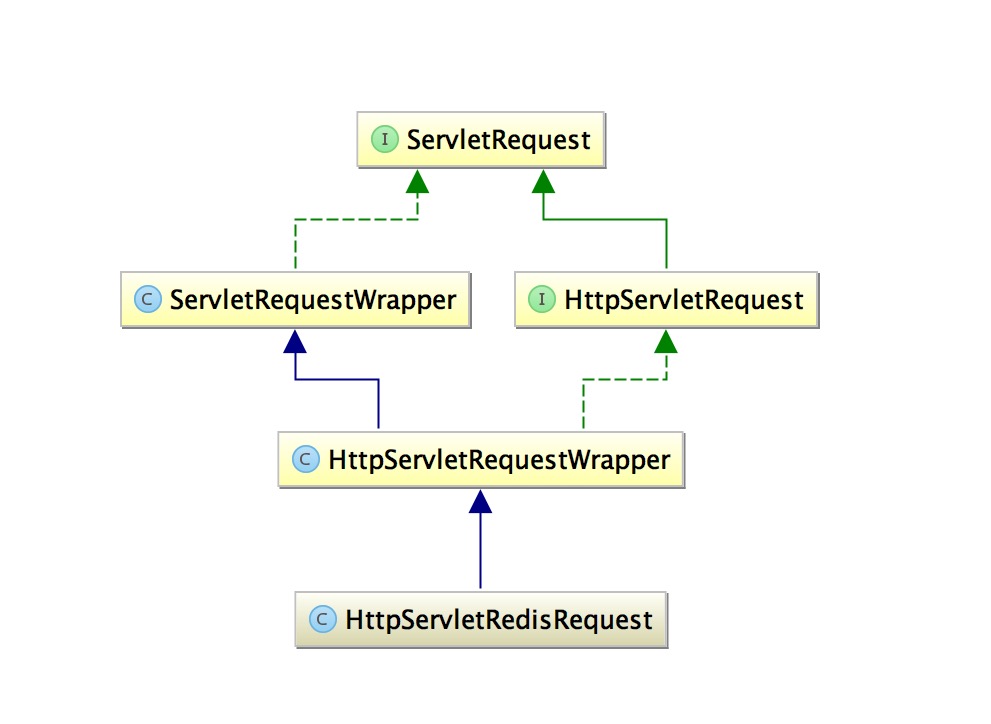 I ServletRequest
C ServletRequestWrapper
I HttpServletRequest
C HttpServletRequestWrapper
C HttpServletRedisRequest